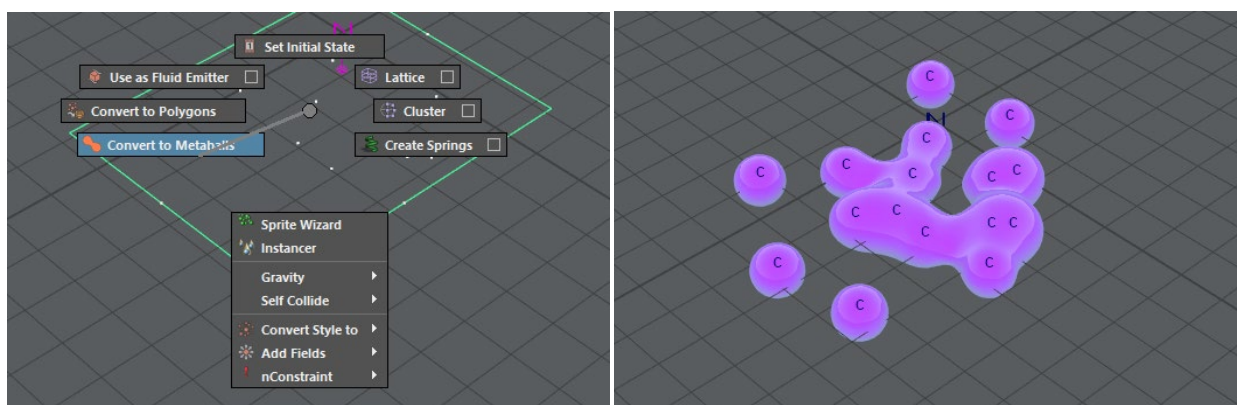 Set Initial State
Use as Fluid Emitter
Lattice
Convert to Polygons
Cluster
Convert to Metaballs
Create Springs
Sprite Wizard
Instancer
Gravity
Self Collide
Convert Style to
Add Fields
nConstraint
C
C
N
C
C
C
C
C C
C
C
C C
C
C
C
C